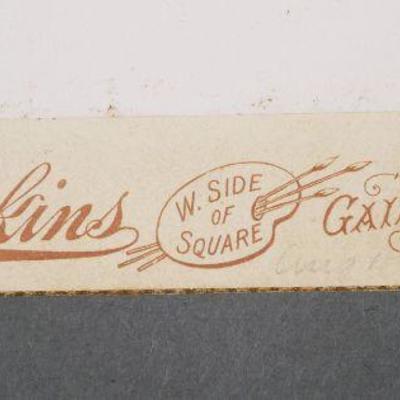 kins
W. SIDE
OF
SQUARE
GAI